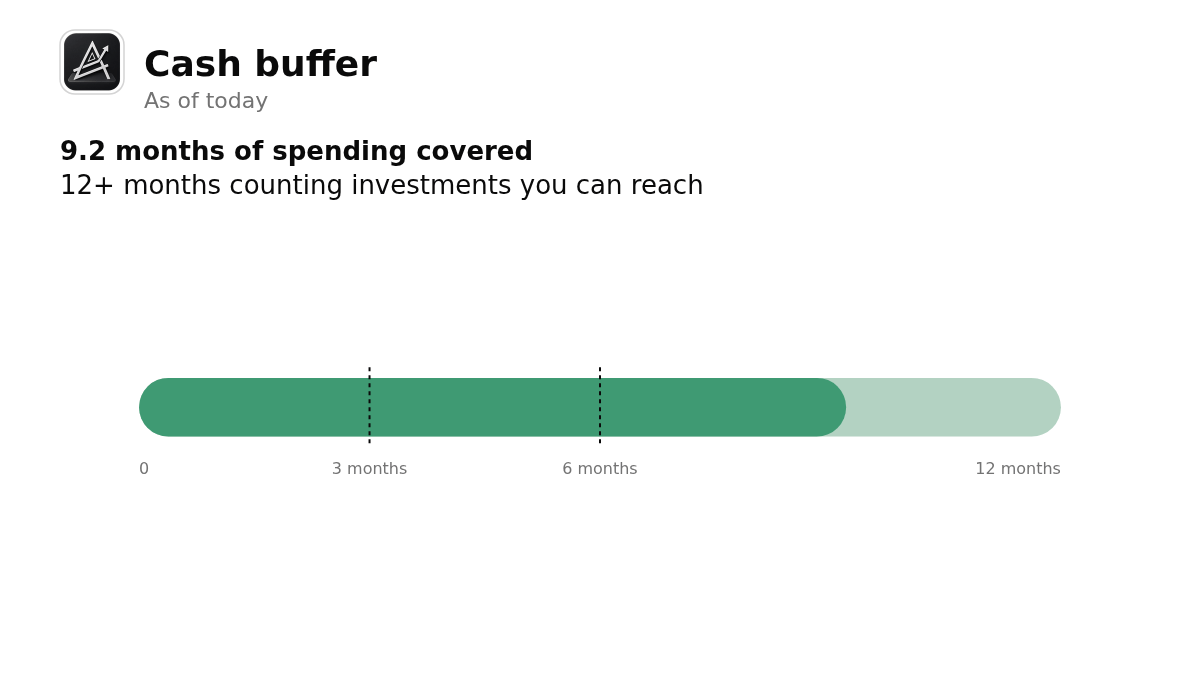 Cash buffer
As of today
9.2 months of spending covered
12+ months counting investments you can reach
0
3 months
6 months
12 months